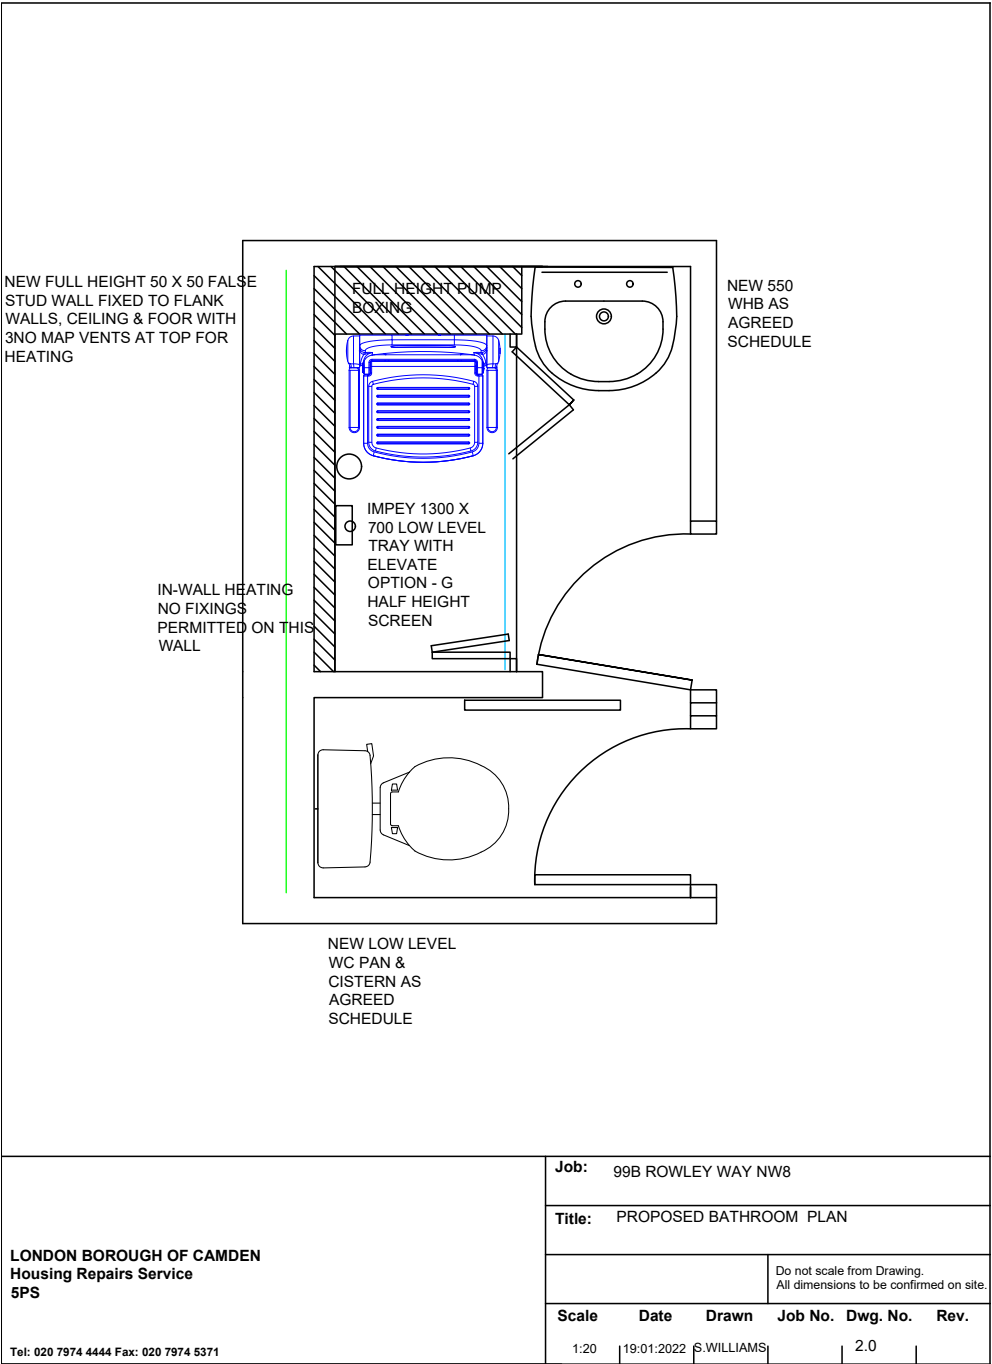 FULL HEIGHT PUMP
BOXING
NEW FULL HEIGHT 50 X 50 FALSE
STUD WALL FIXED TO FLANK
WALLS, CEILING & FOOR WITH
3NO MAP VENTS AT TOP FOR
HEATING
NEW 550
WHB AS
AGREED
SCHEDULE
IMPEY 1300 X
700 LOW LEVEL
TRAY WITH
ELEVATE
OPTION - G
HALF HEIGHT
SCREEN
IN-WALL HEATING
NO FIXINGS
PERMITTED ON THIS
WALL
NEW LOW LEVEL
WC PAN &
CISTERN AS
AGREED
SCHEDULE
LONDON BOROUGH OF CAMDEN
Housing Repairs Service
5PS
Tel: 020 7974 4444 Fax: 020 7974 5371
Job: 99B ROWLEY WAY NW8
Title: PROPOSED BATHROOM PLAN
Do not scale from Drawing.
All dimensions to be confirmed on site.
Scale Date Drawn Job No. Dwg. No. Rev.
1:20 19:01:2022 S.WILLIAMS 2.0